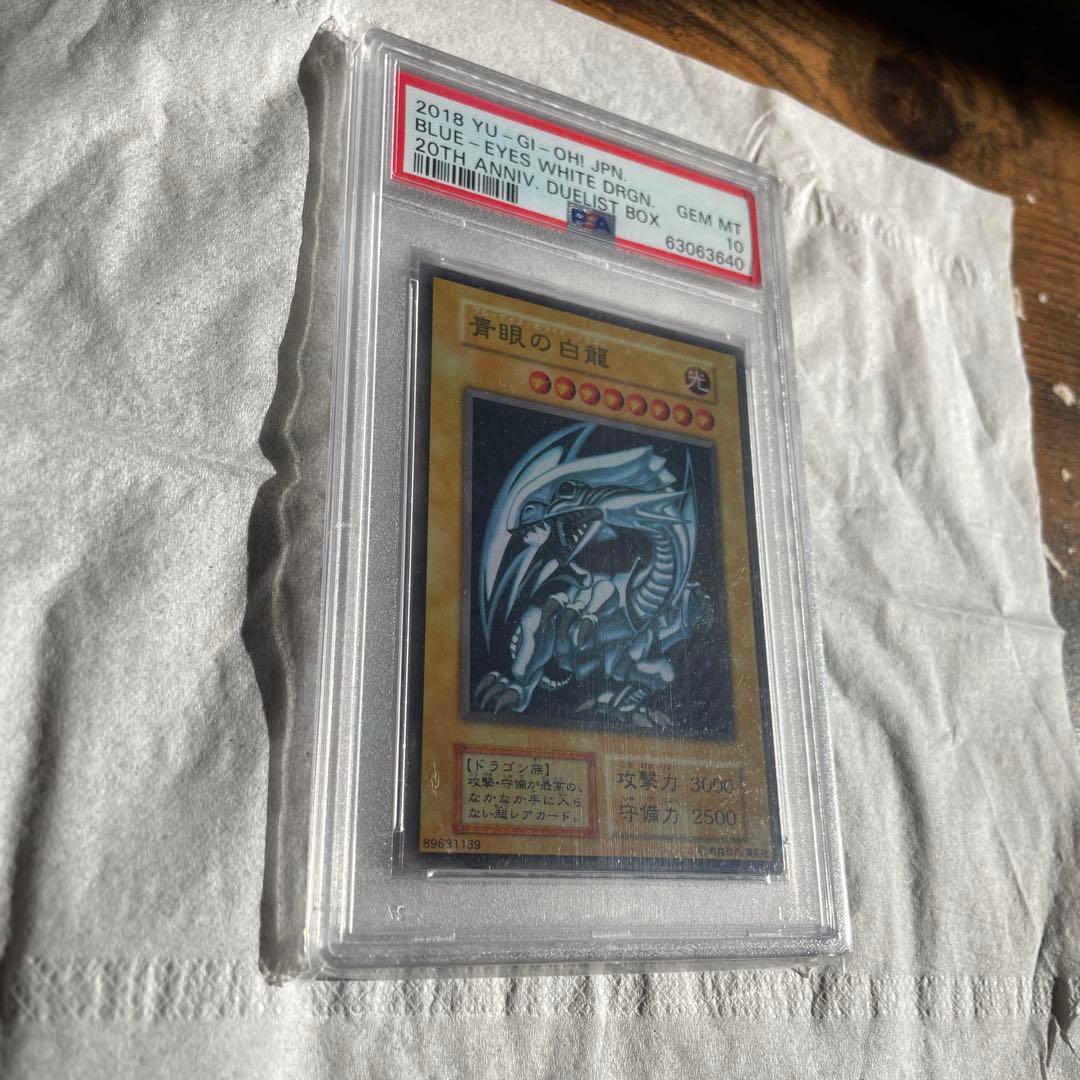 2018 YU-GI-OH! JPN.
BLUE-EYES WHITE DRGN.
20TH ANNIV. DUELIST BOX
GEM MT
10
63063640
PSA
青眼の白龍
光
【ドラゴン族】
攻撃・守備が最高の、
なかなか手に入ら
ない超レアカード。
攻撃力 3000
守備力 2500
89631139